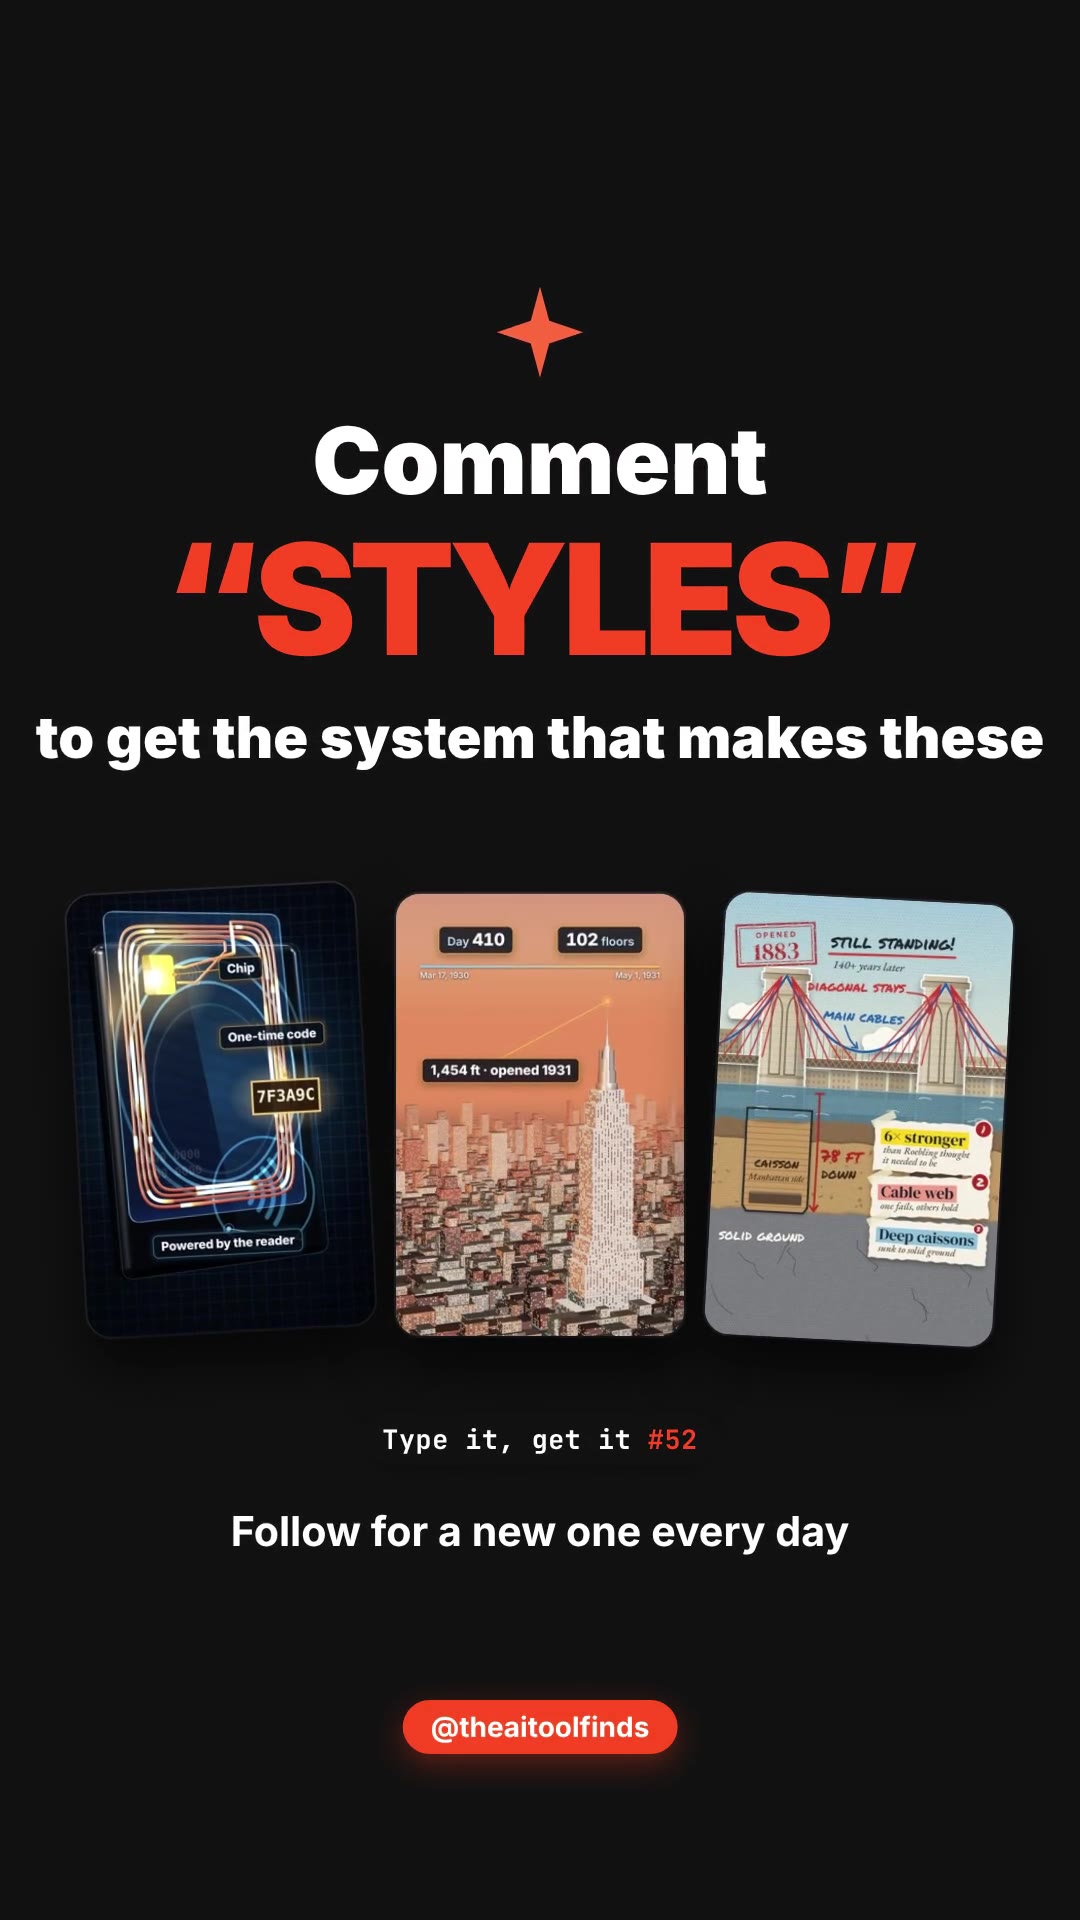 Comment
“STYLES”
to get the system that makes these
Chip
One-time code
7F3A9C
Powered by the reader
Day 410
102 floors
Mar 17, 1930
May 1, 1931
1,454 ft · opened 1931
OPENED
1883
STILL STANDING!
140+ years later
DIAGONAL STAYS
MAIN CABLES
CAISSON
Manhattan side
78 FT
DOWN
SOLID GROUND
1
6× stronger
than Roebling thought
it needed to be
2
Cable web
one fails, others hold
3
Deep caissons
sunk to solid ground
Type it, get it #52
Follow for a new one every day
@theaitoolfinds